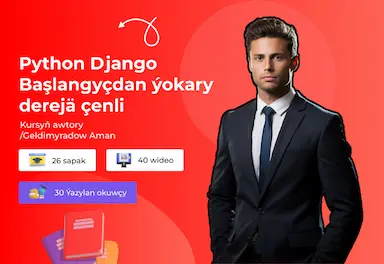 Python Django
Başlangyçdan ýokary
derejä çenli
Kursyň awtory
/Geldimyradow Aman
26 sapak
40 wideo
30 Ýazylan okuwçy